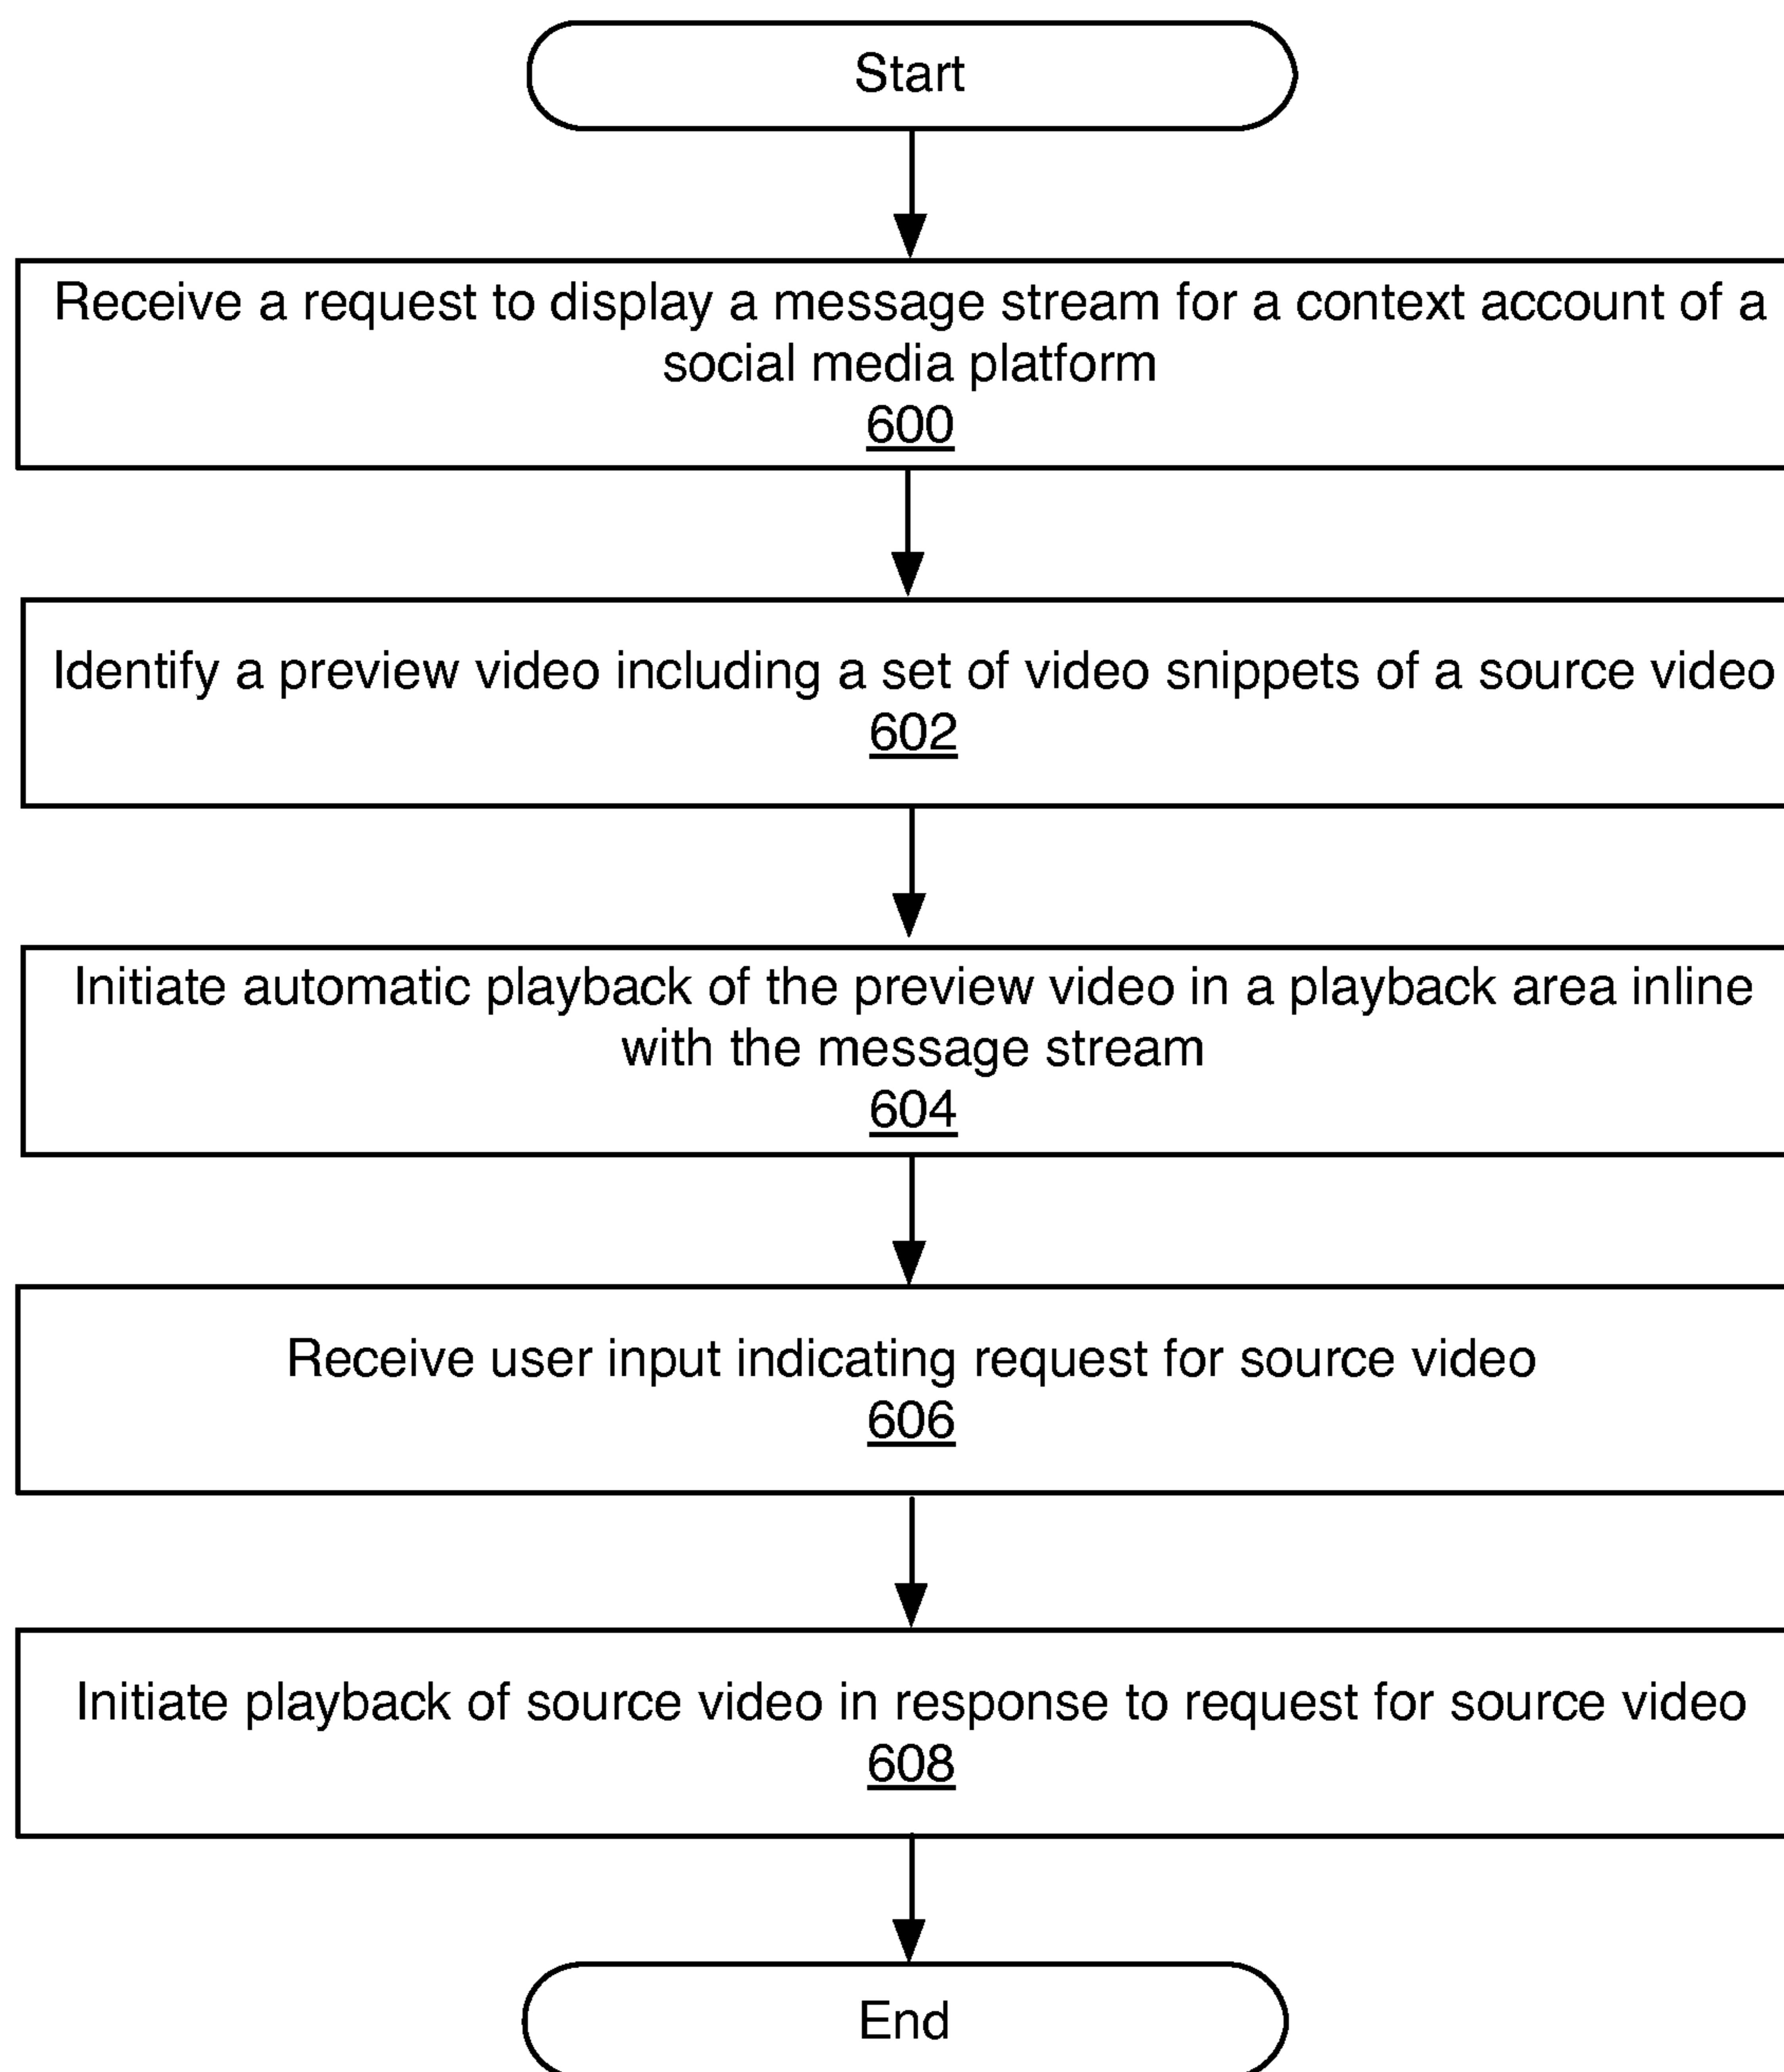 Start
Receive a request to display a message stream for a context account of a
social media platform
600
Identify a preview video including a set of video snippets of a source video
602
Initiate automatic playback of the preview video in a playback area inline
with the message stream
604
Receive user input indicating request for source video
606
Initiate playback of source video in response to request for source video
608
End